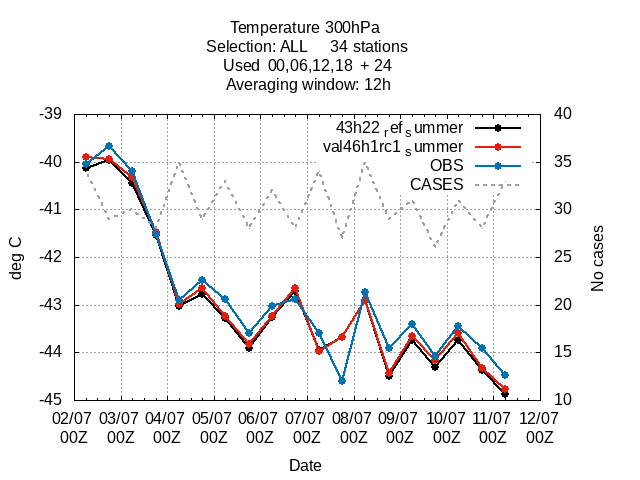 Temperature 300hPa
Selection: ALL 34 stations
Used 00,06,12,18 + 24
Averaging window: 12h
-39 40
43h22 refsummer
val46h1rc1 summer
-40 OBS 35
CASES
-41 30
-42 25
-43 20
-44 15
-45 10
deg C
No cases
02/07 03/07 04/07 05/07 06/07 07/07 08/07 09/07 10/07 11/07 12/07
00Z 00Z 00Z 00Z 00Z 00Z 00Z 00Z 00Z 00Z 00Z
Date